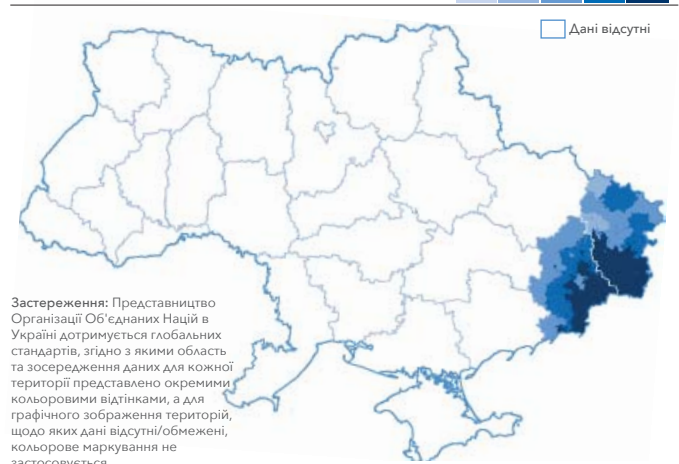 Дані відсутні
Застереження: Представництво
Організації Об'єднаних Націй в
Україні дотримується глобальних
стандартів, згідно з якими область
та зосередження даних для кожної
території представлено окремими
кольоровими відтінками, а для
графічного зображення територій,
щодо яких дані відсутні/обмежені,
кольорове маркування не
застосовується